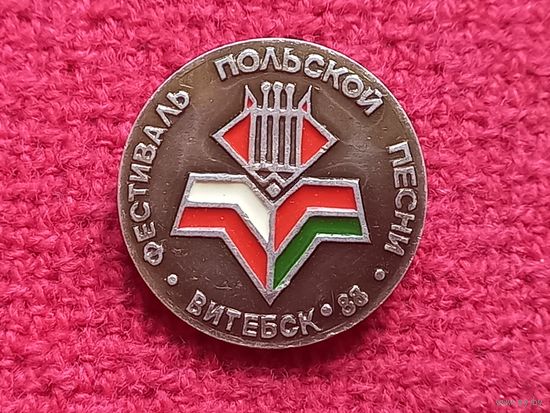 ФЕСТИВАЛЬ ПОЛЬСКОЙ ПЕСНИ
• ВИТЕБСК • 88 •